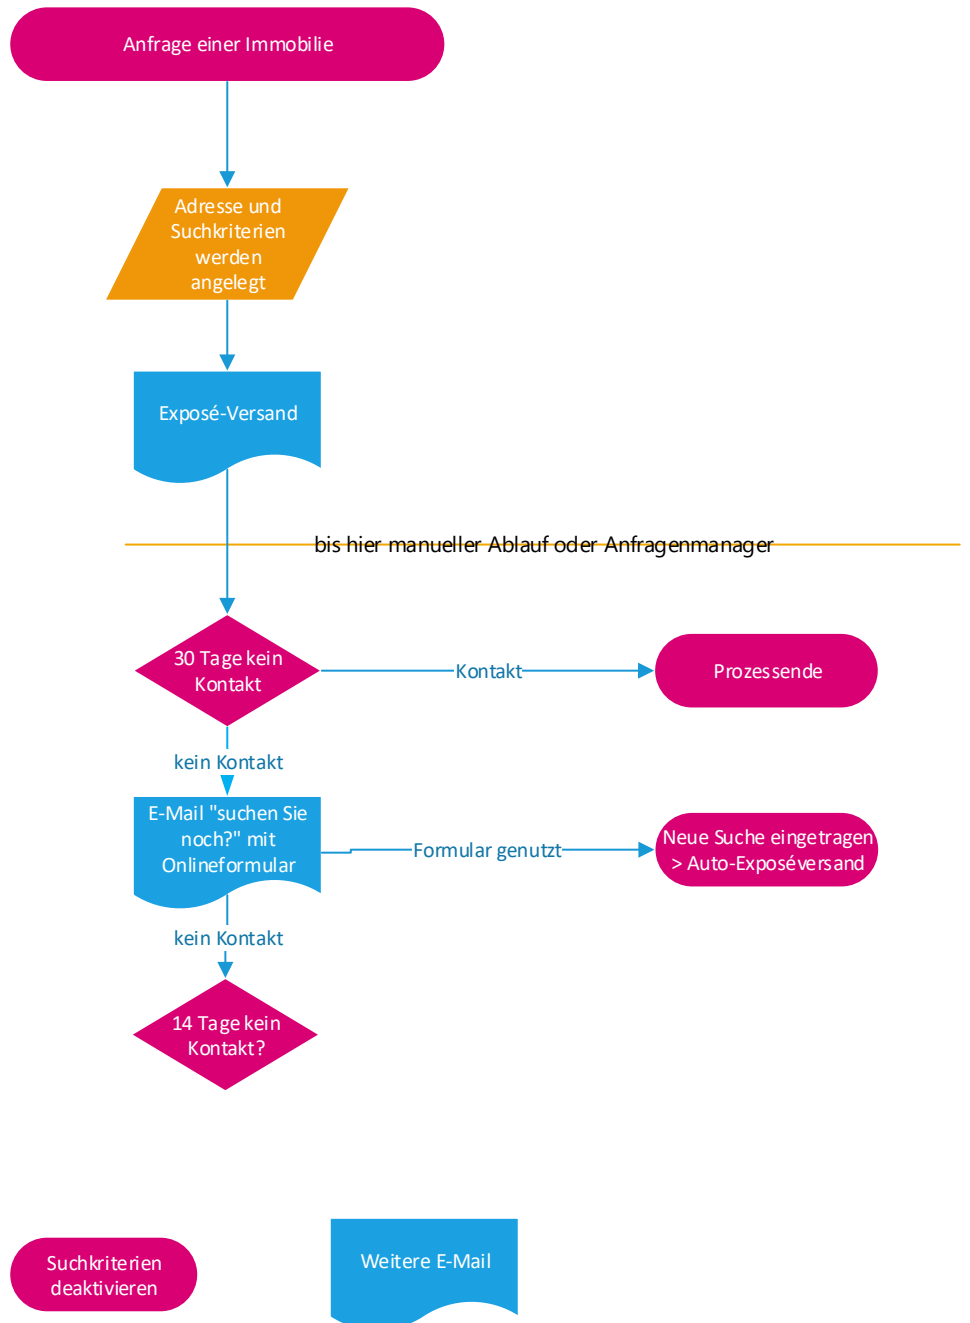 Anfrage einer Immobilie
Adresse und
Suchkriterien
werden
angelegt
Exposé-Versand
bis hier manueller Ablauf oder Anfragenmanager
30 Tage kein
Kontakt
Kontakt
Prozessende
kein Kontakt
E-Mail "suchen Sie
noch?" mit
Onlineformular
Formular genutzt
Neue Suche eingetragen
> Auto-Exposéversand
kein Kontakt
14 Tage kein
Kontakt?
Suchkriterien
deaktivieren
Weitere E-Mail